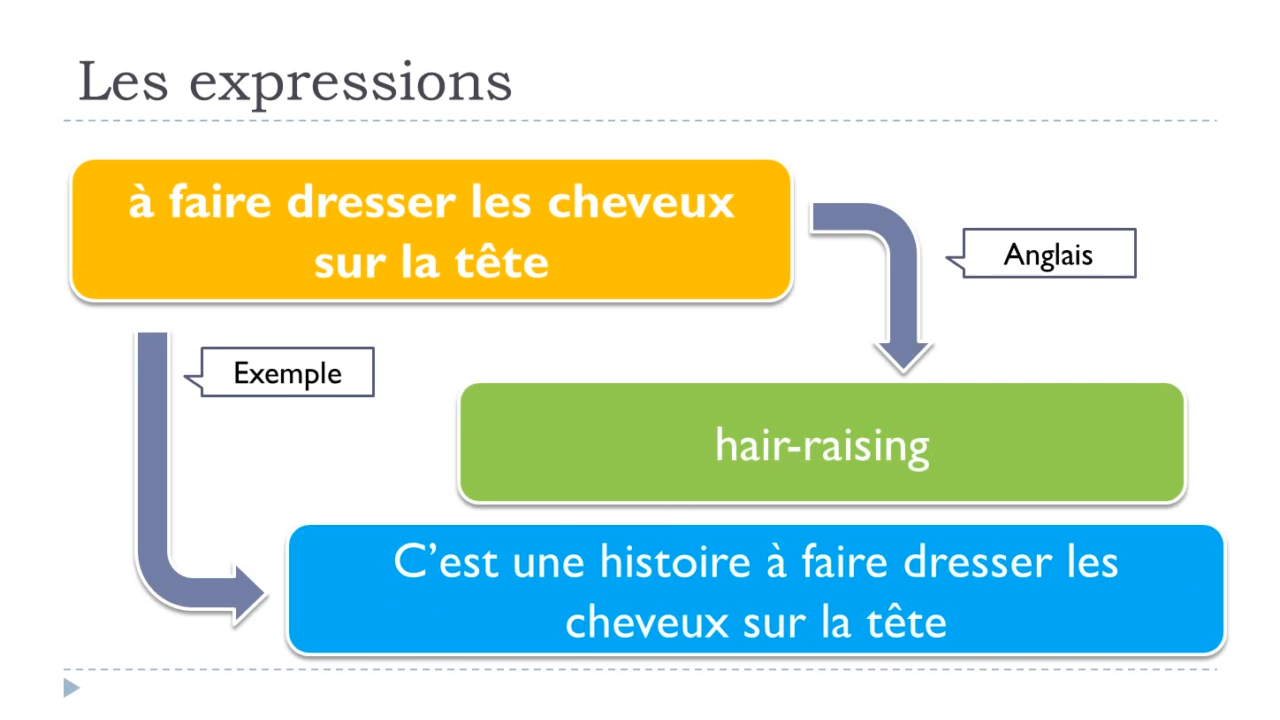 Les expressions
à faire dresser les cheveux
sur la tête
Anglais
Exemple
hair-raising
C’est une histoire à faire dresser les
cheveux sur la tête